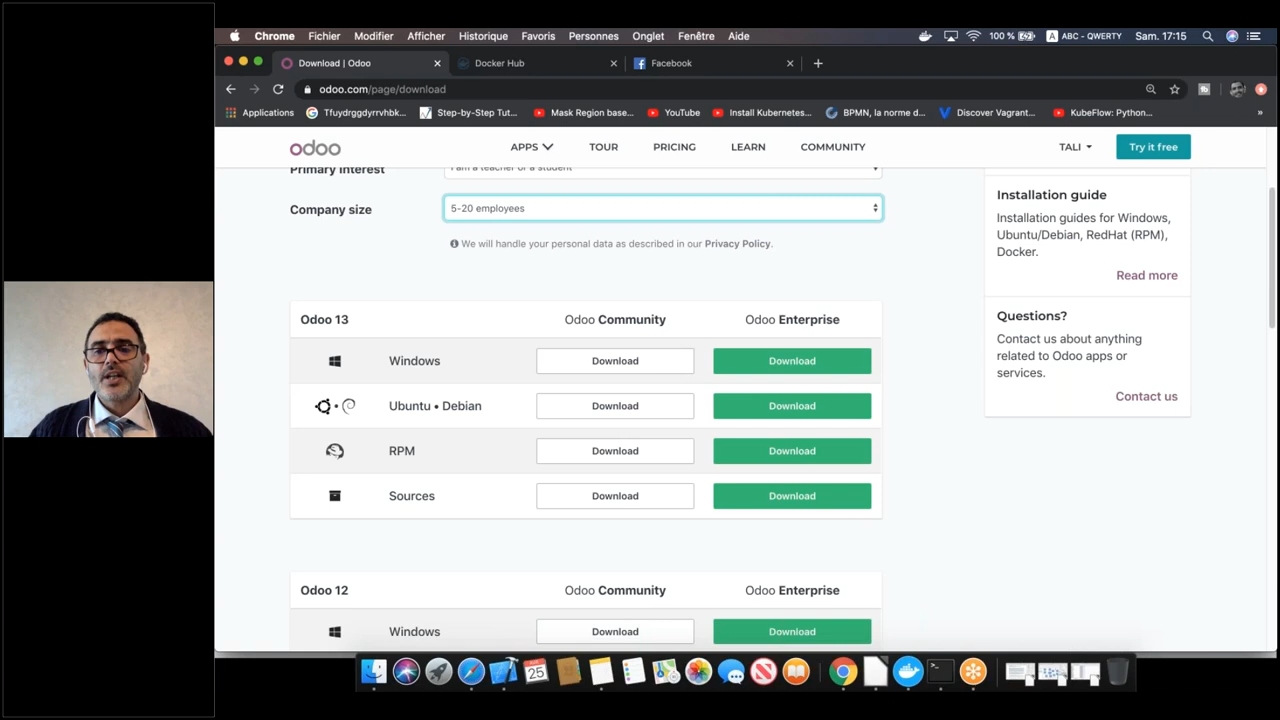 Chrome Fichier Modifier Afficher Historique Favoris Personnes Onglet Fenêtre Aide 100 % A ABC - QWERTY Sam. 17:15
Download | Odoo Docker Hub Facebook
odoo.com/page/download
Applications Tfuydrggdyrrvhbk... Step-by-Step Tut... Mask Region base... YouTube Install Kubernetes... BPMN, la norme d... Discover Vagrant... KubeFlow: Python... »
odoo APPS TOUR PRICING LEARN COMMUNITY TALI Try it free
Primary Interest I am a teacher or a student
Company size 5-20 employees
We will handle your personal data as described in our Privacy Policy.
Installation guide
Installation guides for Windows,
Ubuntu/Debian, RedHat (RPM),
Docker.
Read more
Questions?
Contact us about anything
related to Odoo apps or
services.
Contact us
Odoo 13 Odoo Community Odoo Enterprise
Windows Download Download
Ubuntu • Debian Download Download
RPM Download Download
Sources Download Download
Odoo 12 Odoo Community Odoo Enterprise
Windows Download Download
25